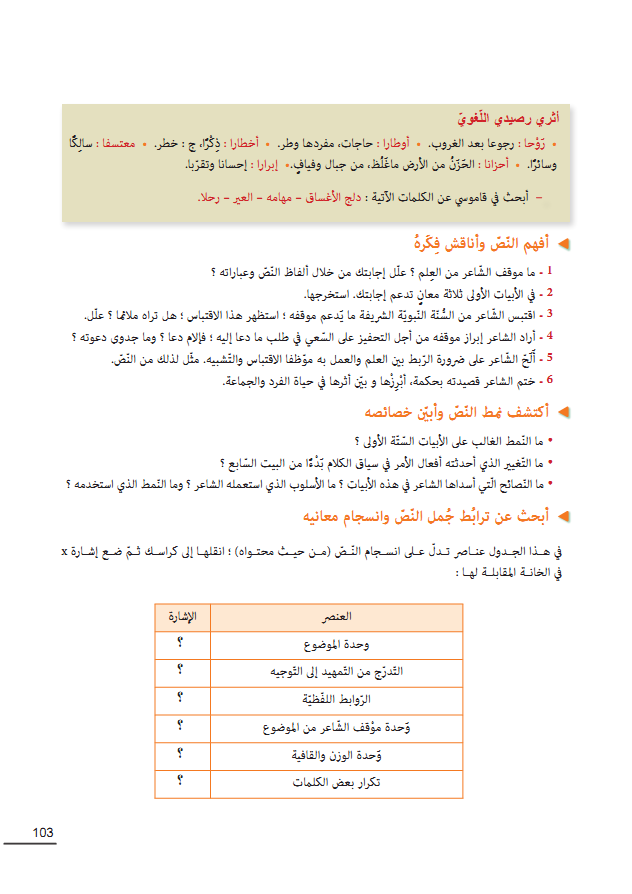 أثري رصيدي اللّغويّ
• رَوْحا : رجوعا بعد الغروب. • أوطارا : حاجات، مفردها وطر. • أخطارا : ذِكْرًا، ج : خطر. • معتسفا : سالِكًا
وسائرًا. • أحزانا : الحَزَنُ من الأرض ماغَلُظ، من جبال وفيافٍ. • إبرارا : إحسانا وتقرّبا.
– أبحث في قاموسي عن الكلمات الآتية : دلج الأغساق – مهامه – العير – رحلا.
أفهم النّصّ وأناقش فِكَرهُ
1 - ما موقف الشّاعر من العِلم ؟ علّل إجابتك من خلال ألفاظ النّصّ وعباراته ؟
2 - في الأبيات الأولى ثلاثة معانٍ تدعم إجابتك. استخرجها.
3 - اقتبس الشّاعر من السُنّة النّبويّة الشريفة ما يّدعم موقفه ؛ استظهر هذا الاقتباس ؛ هل تراه ملائما ؟ علّل.
4 - أراد الشاعر إبراز موقفه من أجل التحفيز على السّعي في طلب ما دعا إليه ؛ فإلام دعا ؟ وما جدوى دعوته ؟
5 - ألَحّ الشّاعر على ضرورة الرّبط بين العلم والعمل به موّظفا الاقتباس والتّشبيه. مثّل لذلك من النّصّ.
6 - ختم الشاعر قصيدته بحكمة، أبْرِزْها و بيّن أثرها في حياة الفرد والجماعة.
أكتشف نمط النّصّ وأبيّن خصائصه
• ما النّمط الغالب على الأبيات السّتّة الأولى ؟
• ما التّغيير الذي أحدثته أفعال الأمر في سياق الكلام بَدْءًا من البيت السّابع ؟
• ما النّصائح الّتي أسداها الشاعر في هذه الأبيات ؟ ما الأسلوب الذي استعمله الشاعر ؟ وما النّمط الذي استخدمه ؟
أبحث عن ترابُط جُمل النّصّ وانسجام معانيه
في هـذا الجـدول عناصر تـدلّ عـلى انسـجام النّـصّ (مـن حيـث محتـواه) ؛ انقلهـا إلى كراسـك ثـمّ ضـع إشارة x
في الخانـة المقابلـة لهـا :
العنصر الإشارة
وحدة الموضوع ؟
التّدرّج من التّمهيد إلى التّوجيه ؟
الرّوابط اللّفظيّة ؟
وَحدة موْقف الشّاعر من الموضوع ؟
وَحدة الوزن والقافية ؟
تكرار بعض الكلمات ؟
103